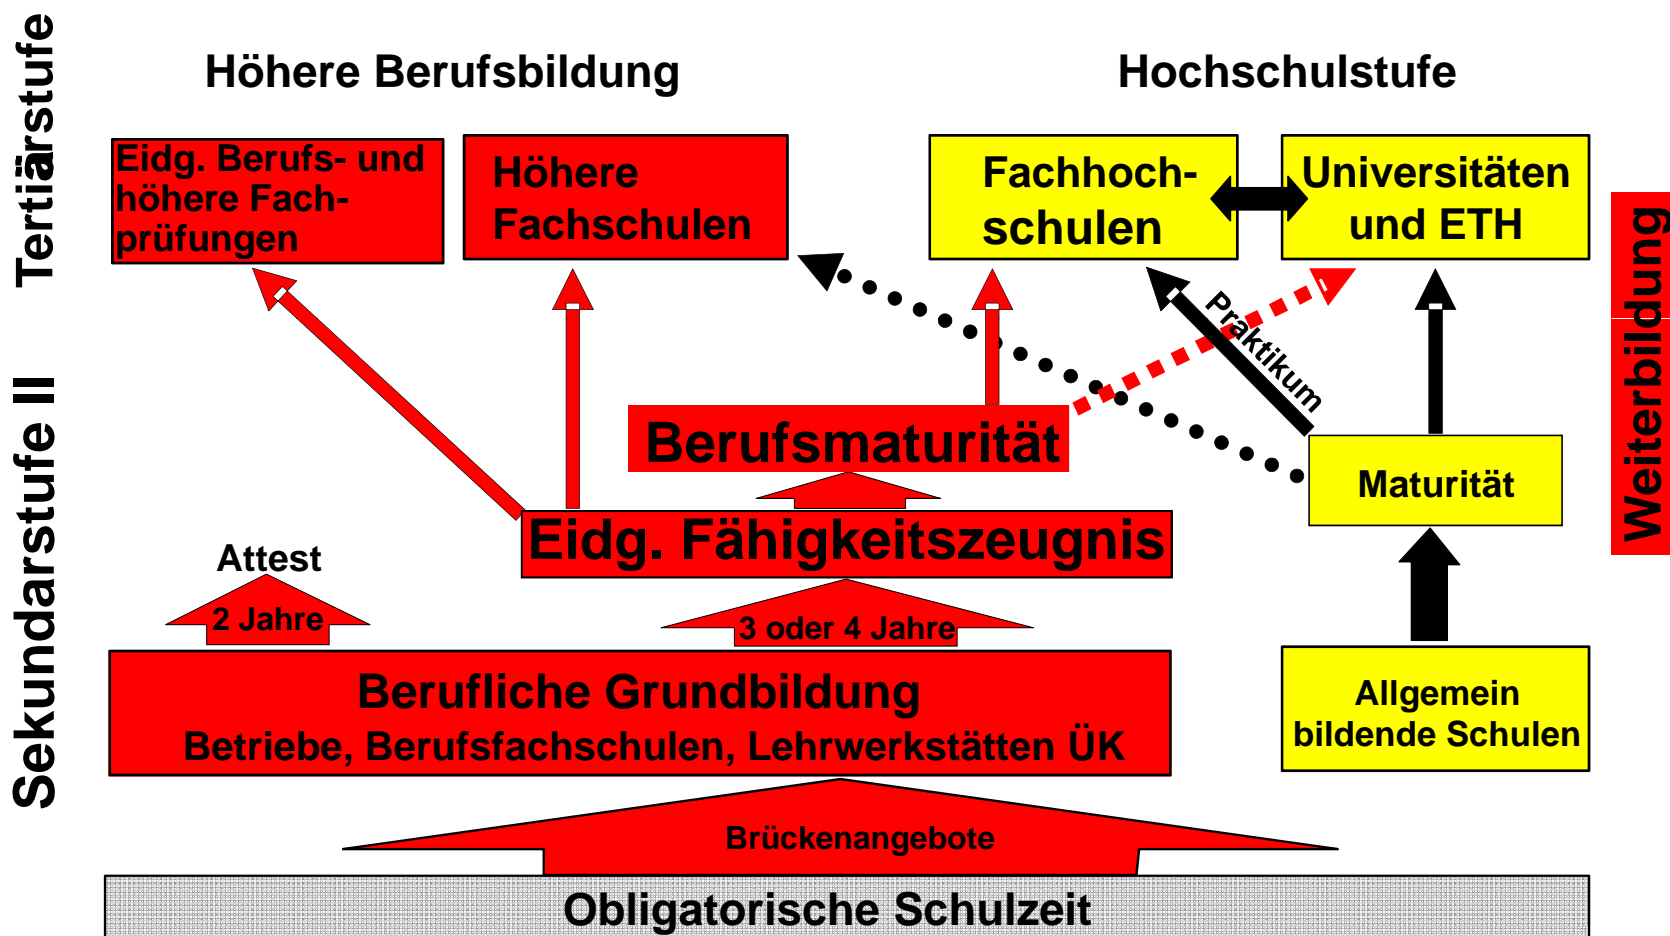 Tertiärstufe
Sekundarstufe II
Höhere Berufsbildung
Hochschulstufe
Eidg. Berufs- und
höhere Fach-
prüfungen
Höhere
Fachschulen
Fachhoch-
schulen
Universitäten
und ETH
Praktikum
Weiterbildung
Berufsmaturität
Maturität
Eidg. Fähigkeitszeugnis
Attest
2 Jahre
3 oder 4 Jahre
Berufliche Grundbildung
Betriebe, Berufsfachschulen, Lehrwerkstätten ÜK
Allgemein
bildende Schulen
Brückenangebote
Obligatorische Schulzeit